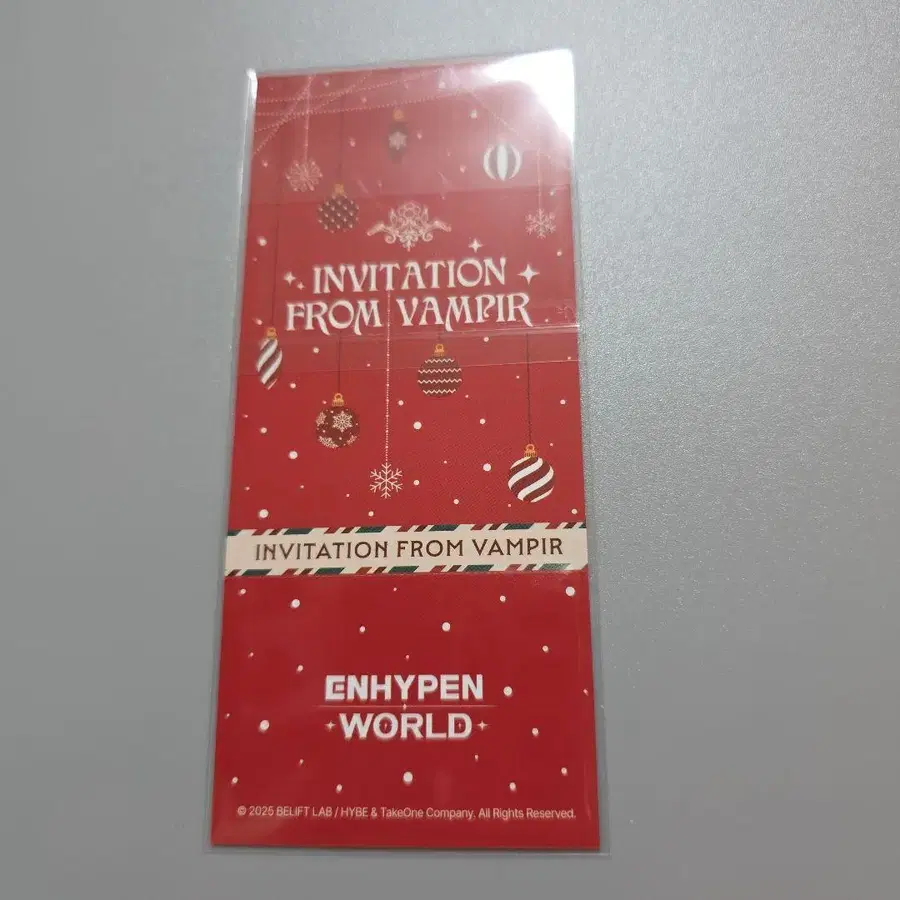 INVITATION
FROM VAMPIR
INVITATION FROM VAMPIR
ENHYPEN
WORLD
© 2025 BELIFT LAB / HYBE & TakeOne Company. All Rights Reserved.